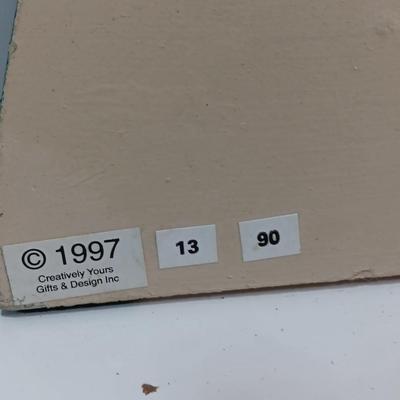 © 1997
Creatively Yours
Gifts & Design Inc
13
90